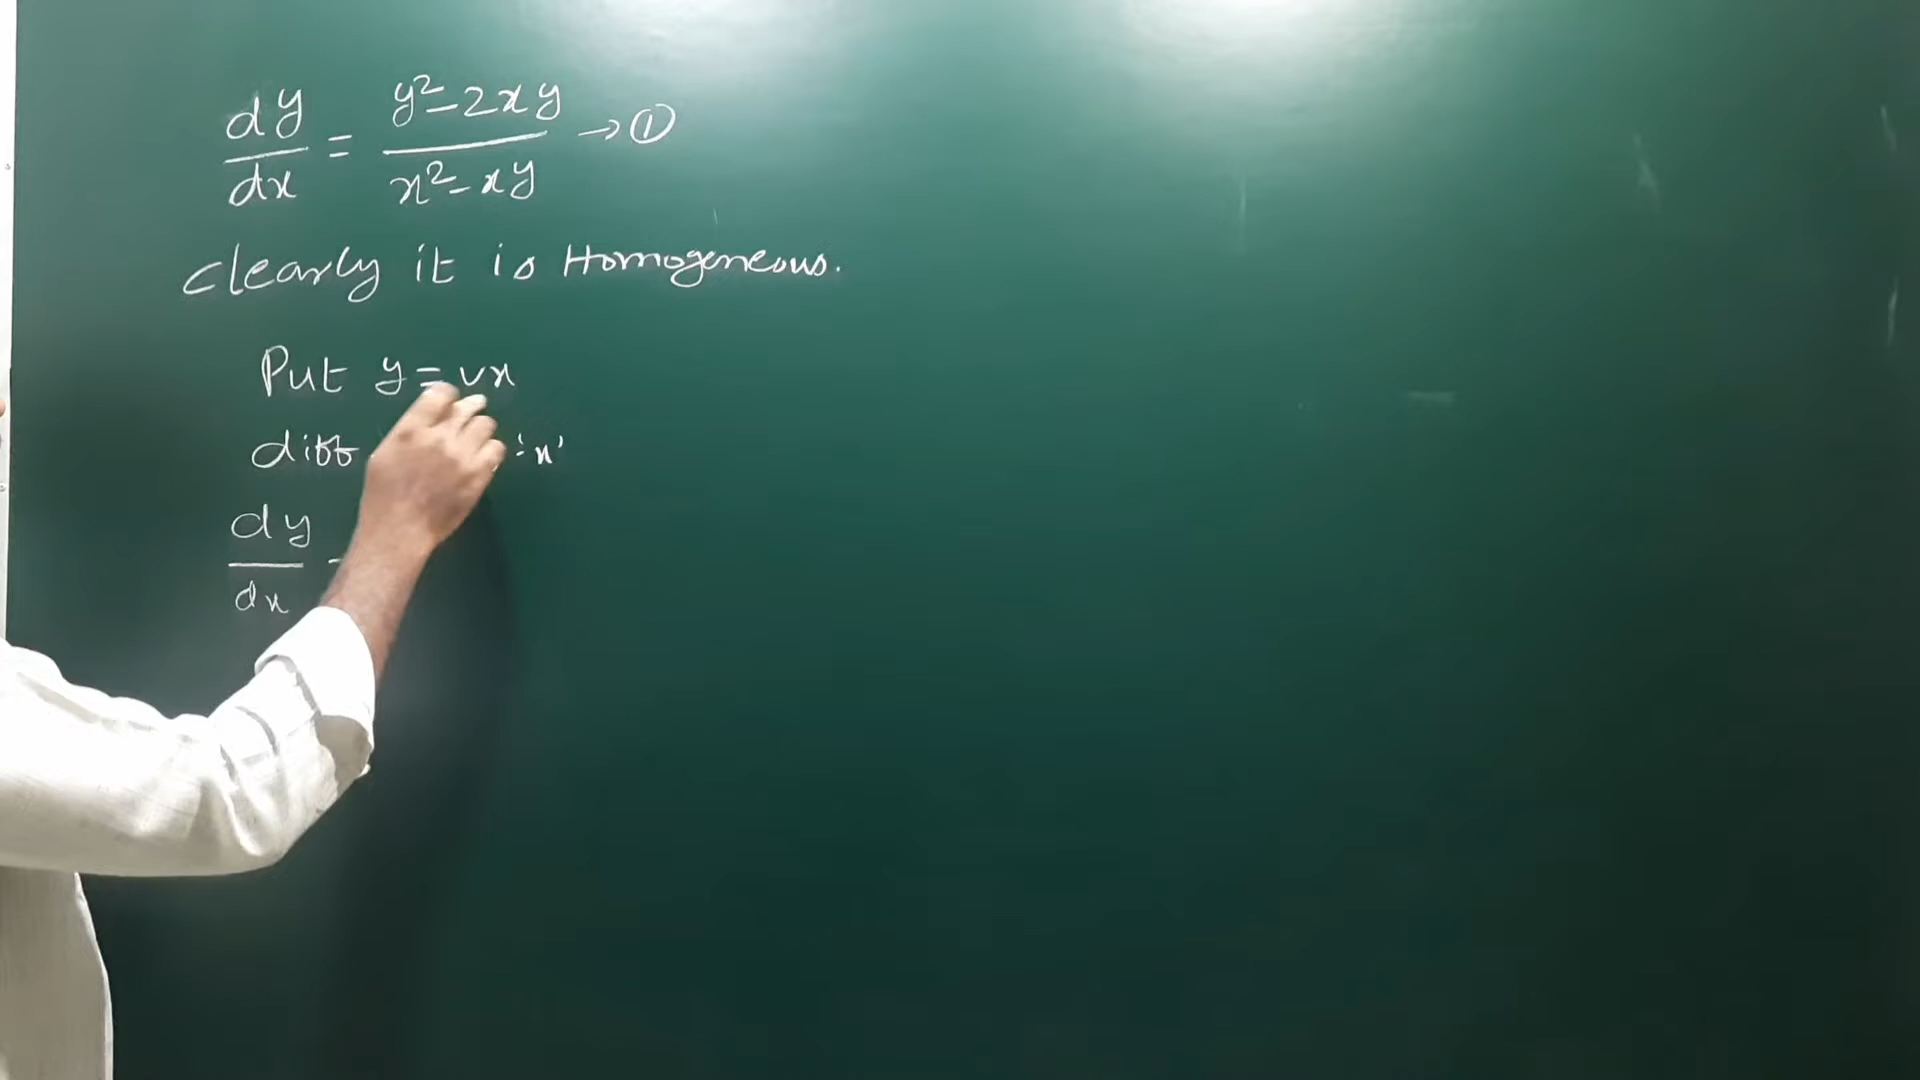 dy/dx = (y²-2xy)/(x²-xy) → ①
clearly it is Homogeneous.
Put y = vx
diff 'x'
dy/dx